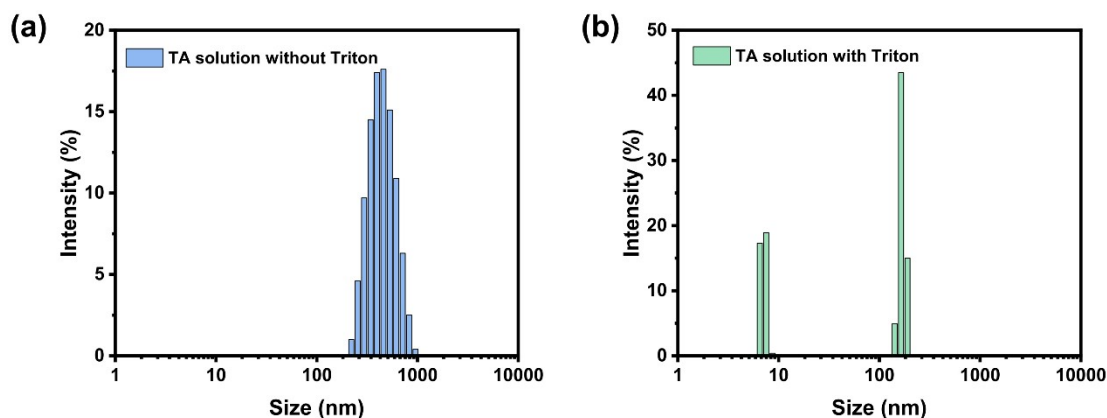 (a)
TA solution without Triton
20
15
10
5
0
Intensity (%)
1 10 100 1000 10000
Size (nm)
(b)
TA solution with Triton
50
40
30
20
10
0
Intensity (%)
1 10 100 1000 10000
Size (nm)